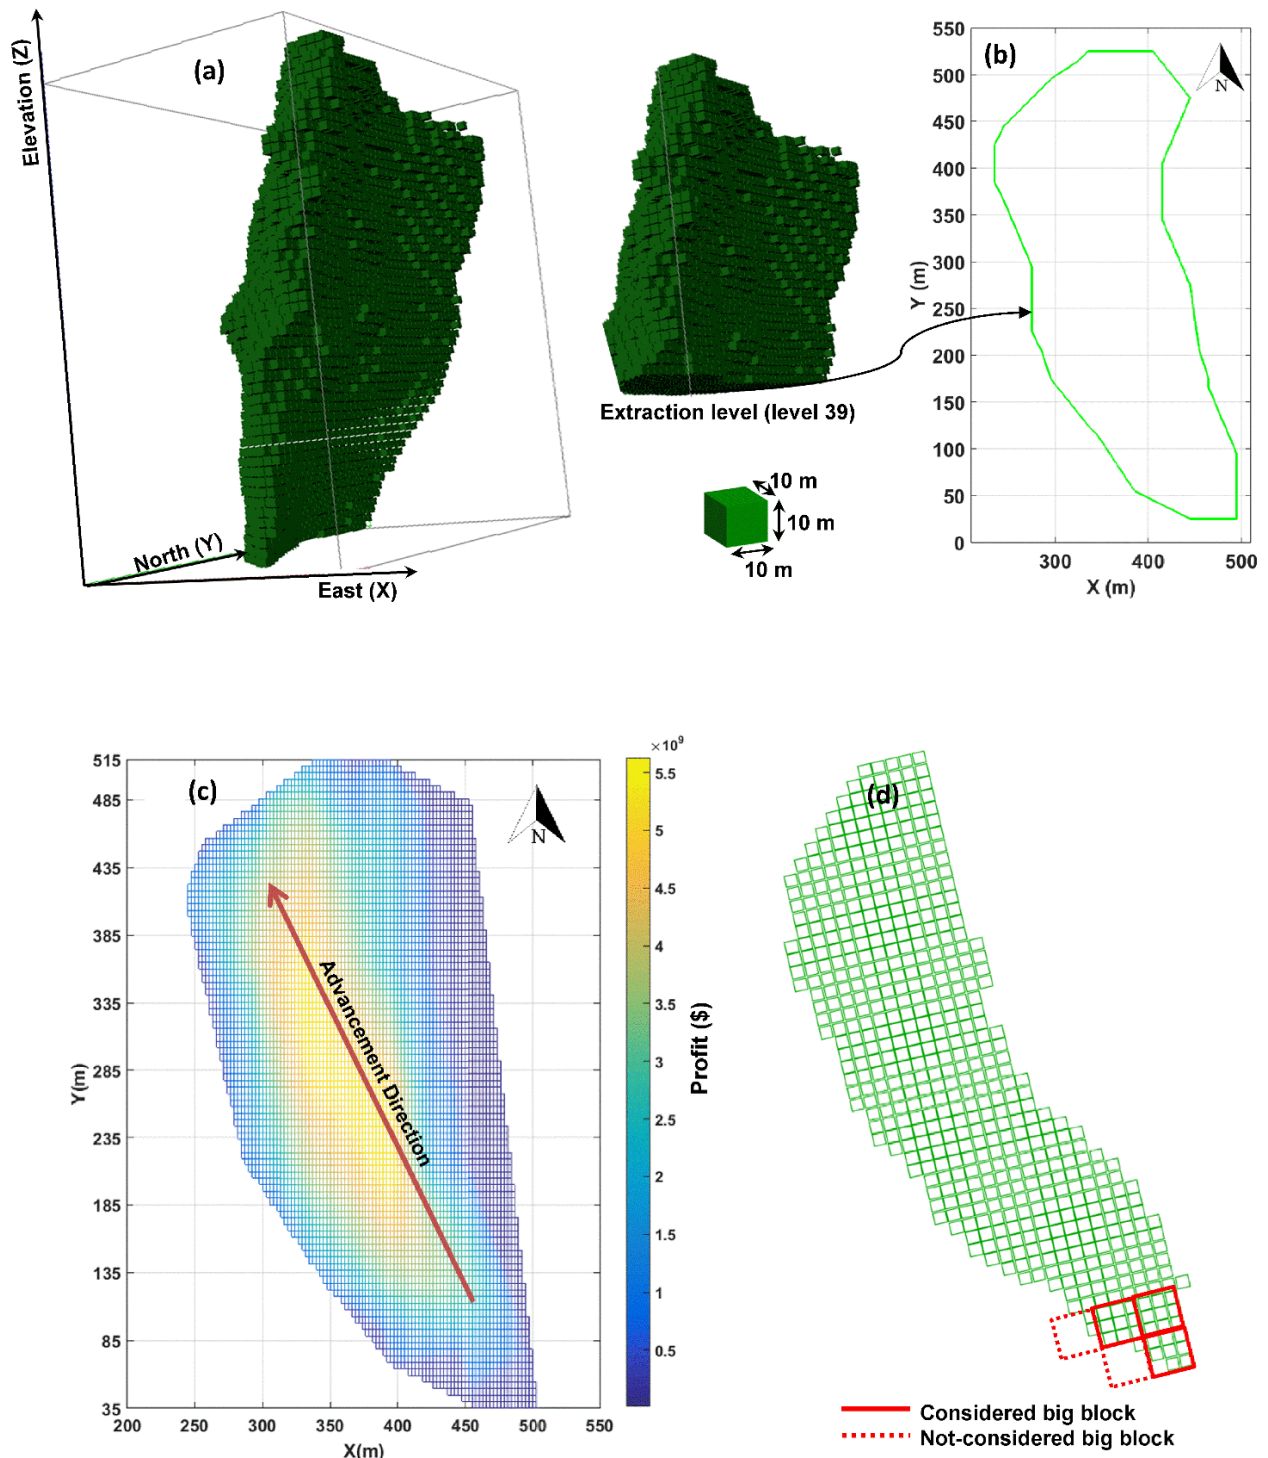 (a)
Elevation (Z)
North (Y)
East (X)
Extraction level (level 39)
10 m
10 m
10 m
(b)
N
550
500
450
400
350
300
250
200
150
100
50
0
Y (m)
300 400 500
X (m)
(c)
N
515
485
435
385
335
285
235
185
135
85
35
Y(m)
200 250 300 350 400 450 500 550
X(m)
Advancement Direction
×10⁹
5.5
5
4.5
4
3.5
3
2.5
2
1.5
1
0.5
Profit ($)
(d)
Considered big block
Not-considered big block